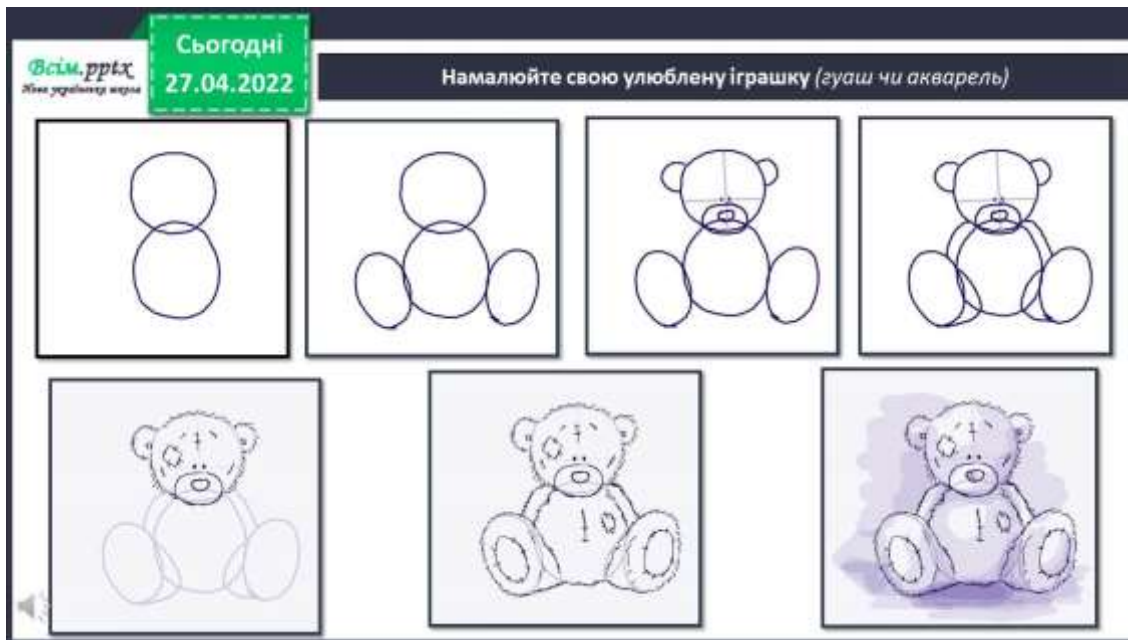 Сьогодні
27.04.2022
Всім.pptx
Нова українська школа
Намалюйте свою улюблену іграшку (гуаш чи акварель)